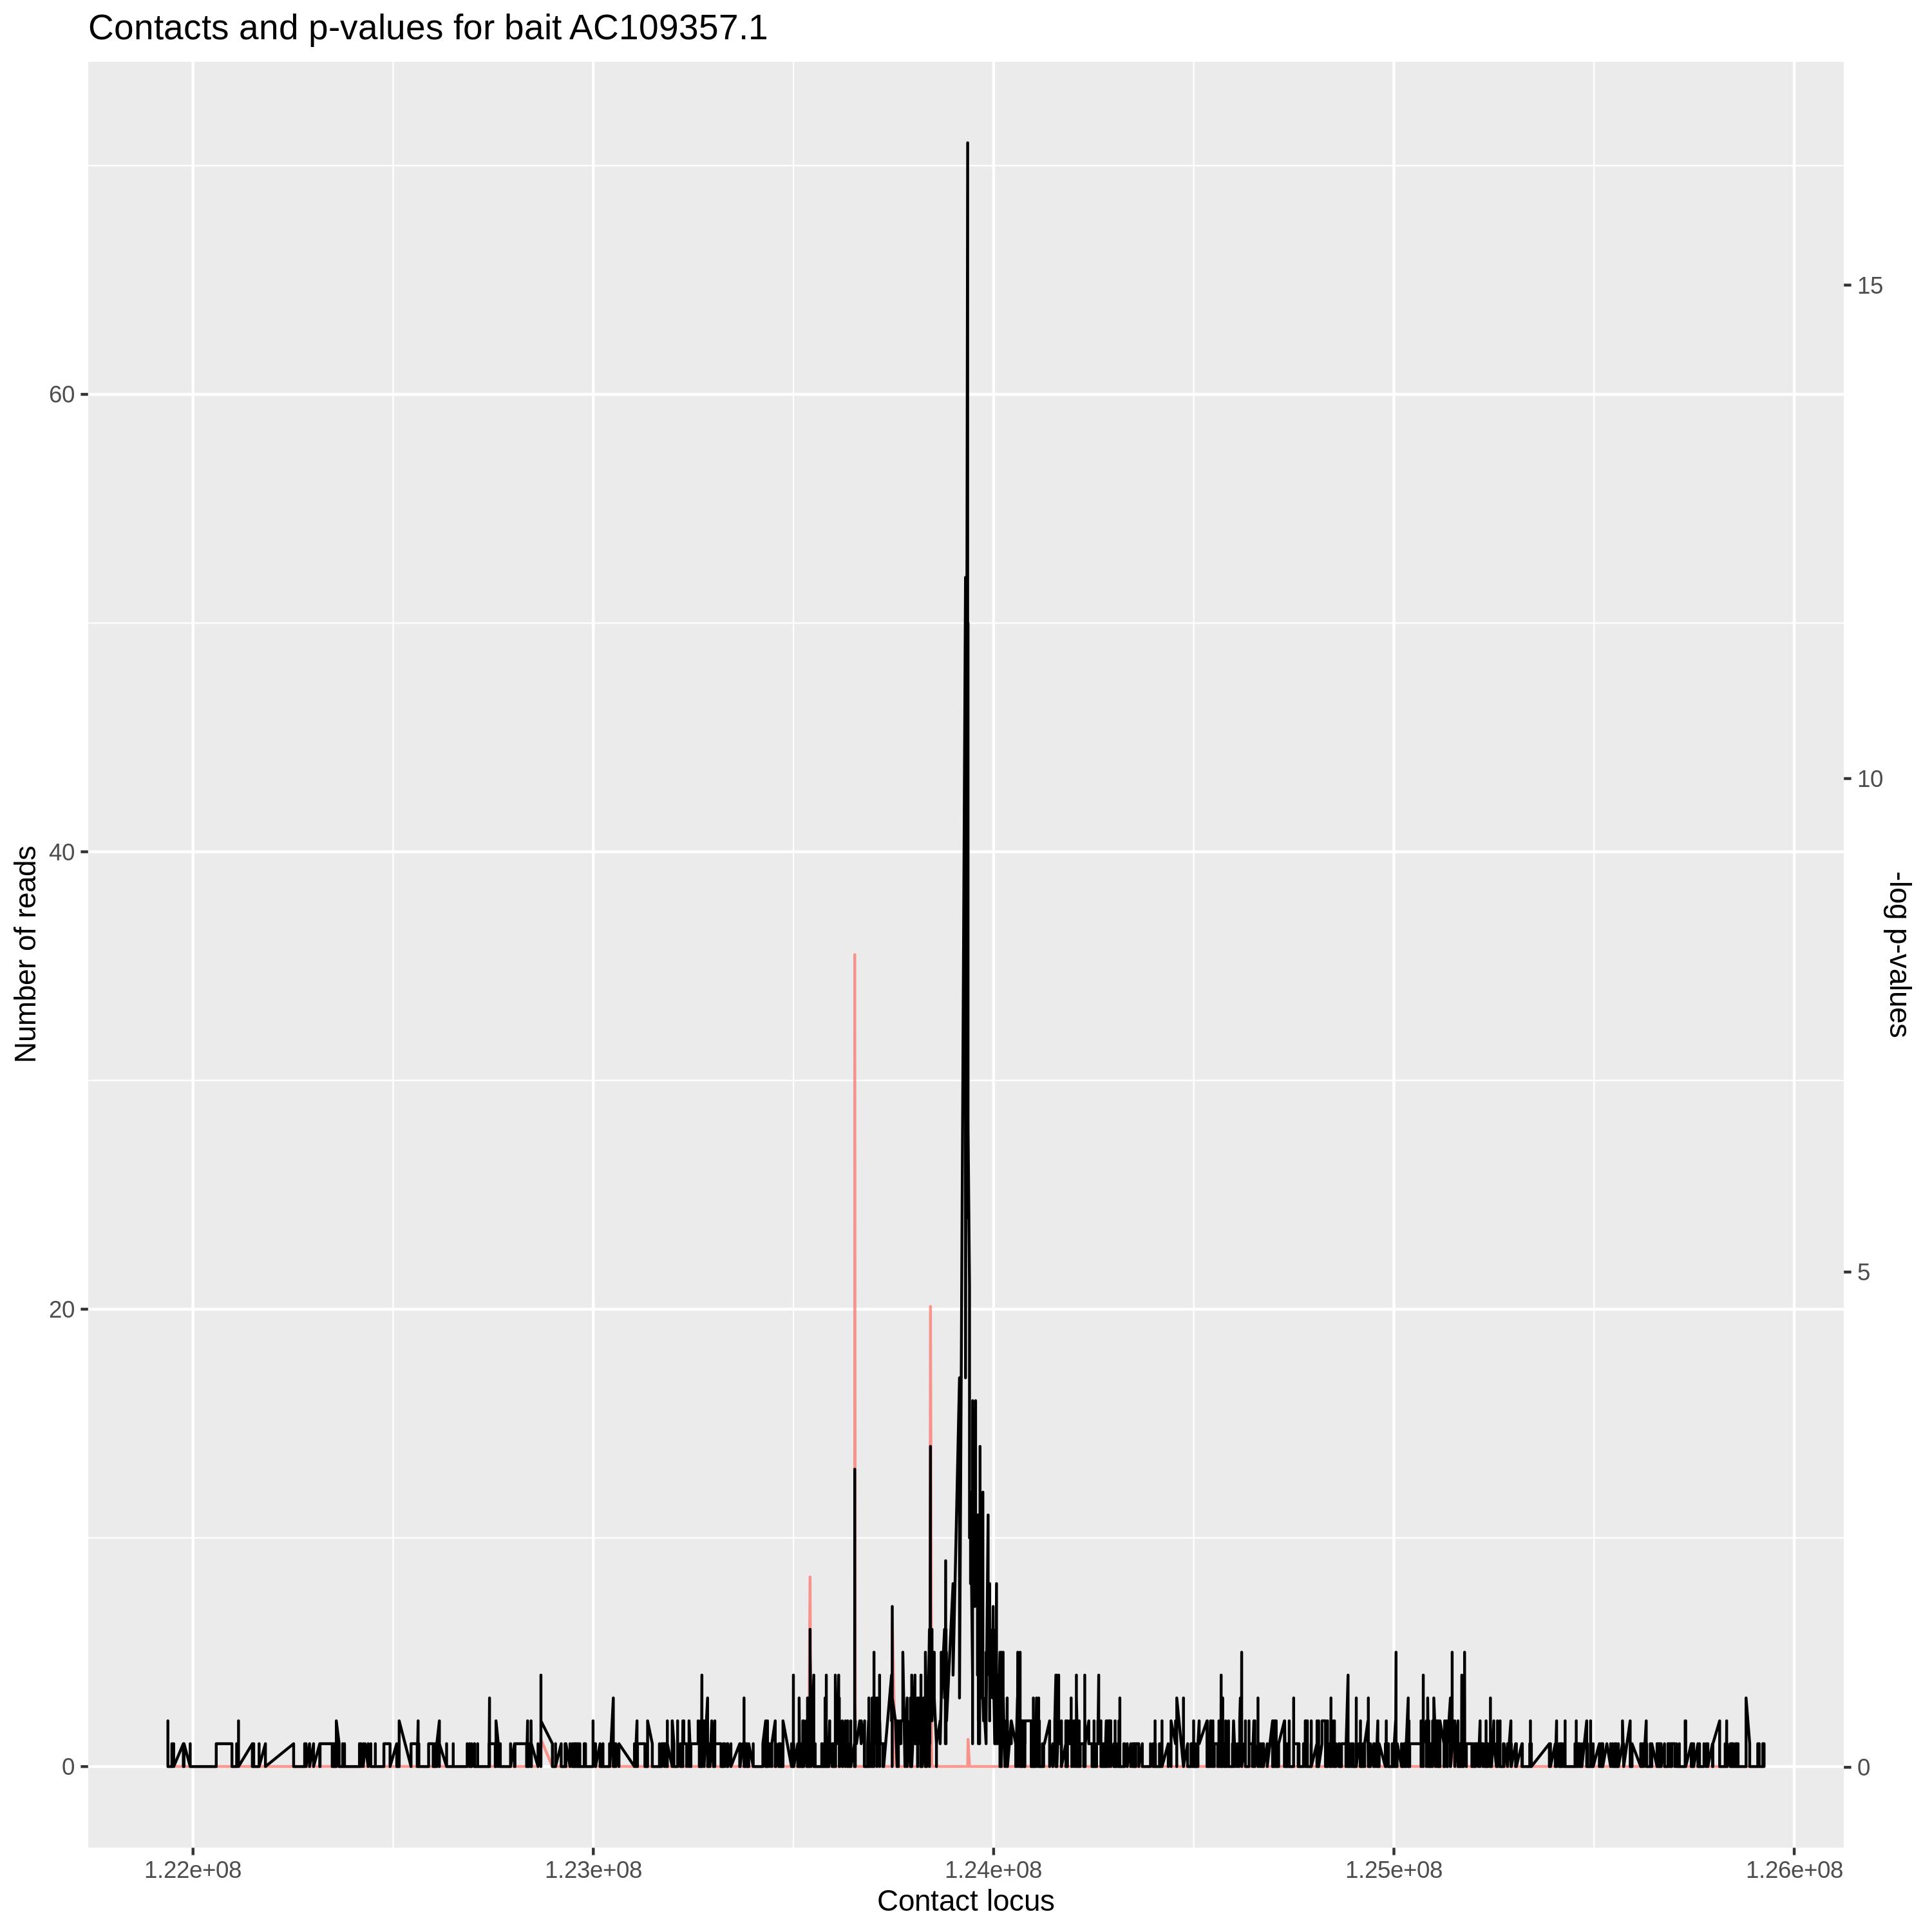 Contacts and p-values for bait AC109357.1
Number of reads
60
40
20
0
15
10
5
0
-log p-values
1.22e+08
1.23e+08
1.24e+08
1.25e+08
1.26e+08
Contact locus